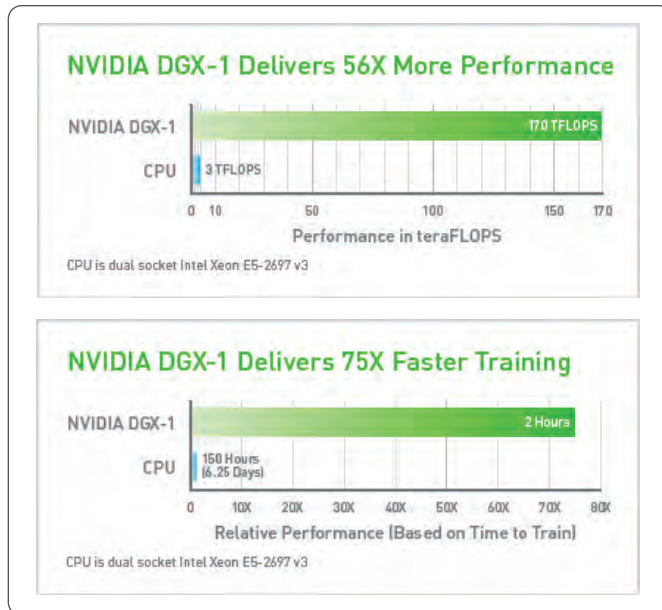 NVIDIA DGX-1 Delivers 56X More Performance
NVIDIA DGX-1
170 TFLOPS
CPU
3 TFLOPS
0 10 50 100 150 170
Performance in teraFLOPS
CPU is dual socket Intel Xeon E5-2697 v3
NVIDIA DGX-1 Delivers 75X Faster Training
NVIDIA DGX-1
2 Hours
CPU
150 Hours
(6.25 Days)
0 10X 20X 30X 40X 50X 60X 70X 80X
Relative Performance (Based on Time to Train)
CPU is dual socket Intel Xeon E5-2697 v3